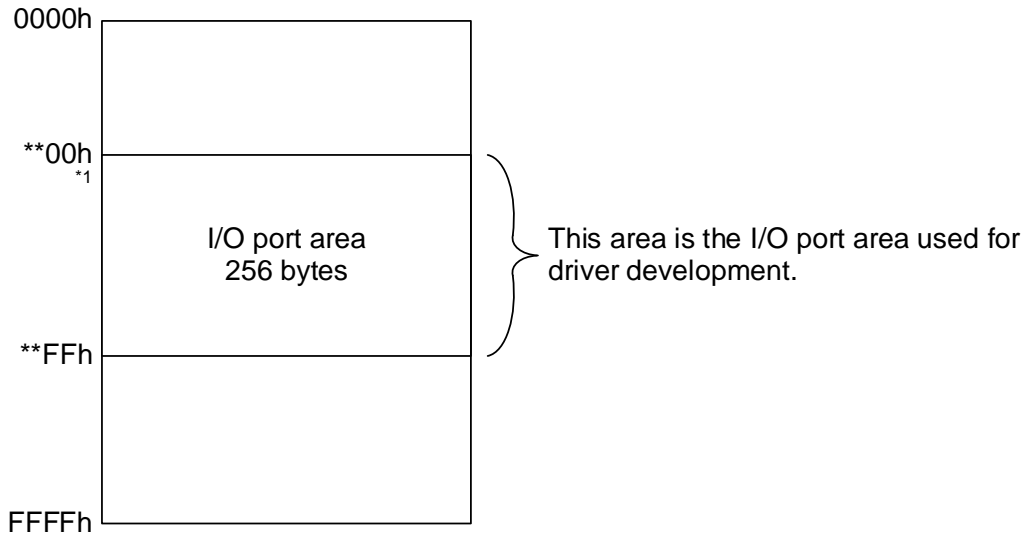 0000h
**00h
*1
I/O port area
256 bytes
This area is the I/O port area used for
driver development.
**FFh
FFFFh